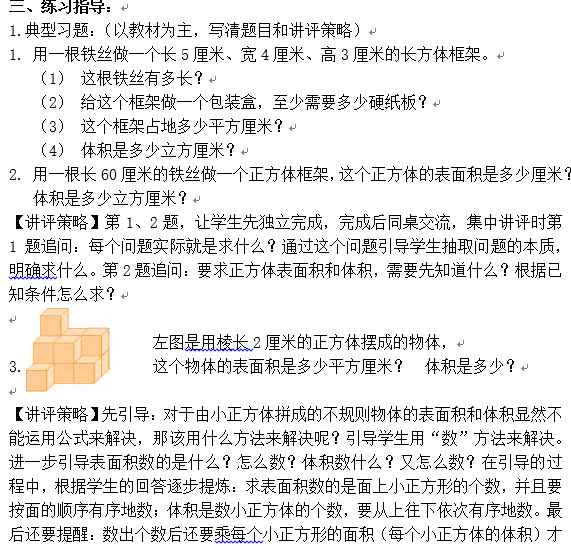 三、练习指导：
1.典型习题：（以教材为主，写清题目和讲评策略）
1. 用一根铁丝做一个长 5 厘米、宽 4 厘米、高 3 厘米的长方体框架。
（1） 这根铁丝有多长？
（2） 给这个框架做一个包装盒，至少需要多少硬纸板？
（3） 这个框架占地多少平方厘米？
（4） 体积是多少立方厘米？
2. 用一根长 60 厘米的铁丝做一个正方体框架，这个正方体的表面积是多少厘米？
体积是多少立方厘米？
【讲评策略】第 1、2 题，让学生先独立完成，完成后同桌交流，集中讲评时第
1 题追问：每个问题实际就是求什么？通过这个问题引导学生抽取问题的本质，
明确求什么。第 2 题追问：要求正方体表面积和体积，需要先知道什么？根据已
知条件怎么求？
左图是用棱长 2 厘米的正方体摆成的物体，
3. 这个物体的表面积是多少平方厘米？ 体积是多少？
【讲评策略】先引导：对于由小正方体拼成的不规则物体的表面积和体积显然不
能运用公式来解决，那该用什么方法来解决呢？引导学生用“数”方法来解决。
进一步引导表面积数的是什么？怎么数？体积数什么？又怎么数？在引导的过
程中，根据学生的回答逐步提炼：求表面积数的是面上小正方形的个数，并且要
按面的顺序有序地数；体积是数小正方体的个数，要从上往下依次有序地数。最
后还要提醒：数出个数后还要乘每个小正方形的面积（每个小正方体的体积）才